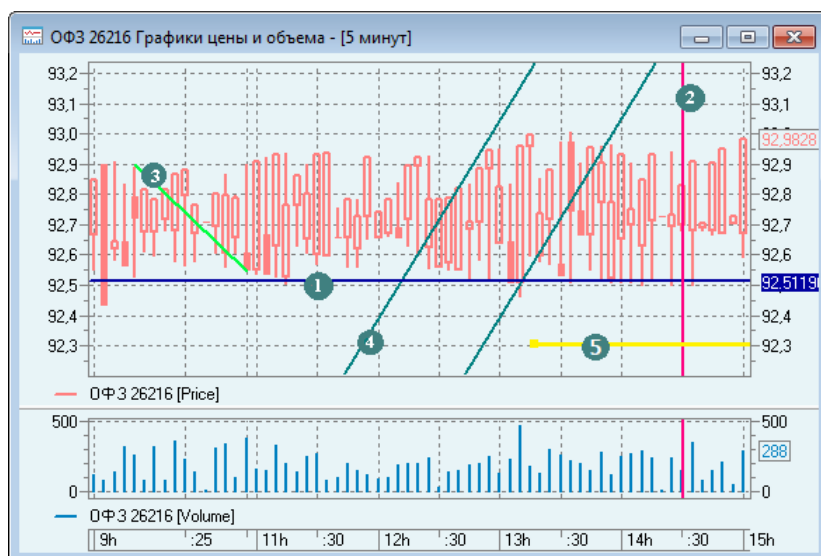 ОФЗ 26216 Графики цены и объема - [5 минут]
93,2 93,2
93,1 2 93,1
93,0
92,9828
92,9 3 92,9
92,8 92,8
92,7 92,7
92,6 92,6
92,5 1 92,5119
92,4 92,4
92,3 4 5 92,3
ОФЗ 26216 [Price]
500 500
288
0 0
ОФЗ 26216 [Volume]
9h :25 11h :30 12h :30 13h :30 14h :30 15h